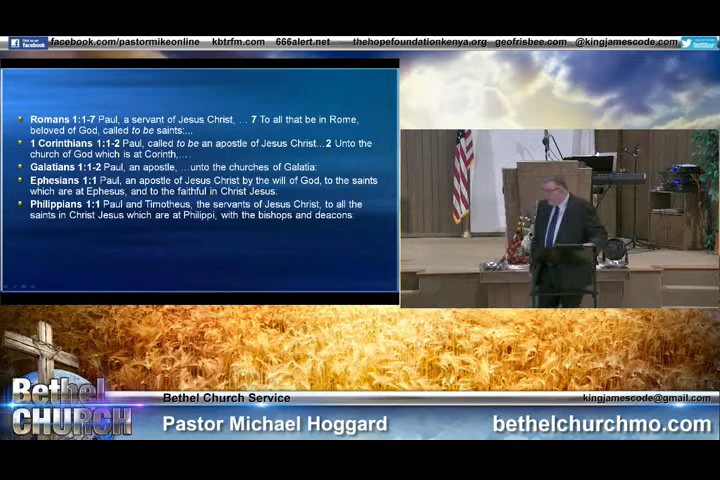 Find us on facebook facebook.com/pastormikeonline kbtrfm.com 666alert.net thehopefoundationkenya.org geofrisbee.com @kingjamescode.com
Romans 1:1-7 Paul, a servant of Jesus Christ, … 7 To all that be in Rome,
beloved of God, called to be saints:...
1 Corinthians 1:1-2 Paul, called to be an apostle of Jesus Christ...2 Unto the
church of God which is at Corinth,….
Galatians 1:1-2 Paul, an apostle, …unto the churches of Galatia:
Ephesians 1:1 Paul, an apostle of Jesus Christ by the will of God, to the saints
which are at Ephesus, and to the faithful in Christ Jesus:
Philippians 1:1 Paul and Timotheus, the servants of Jesus Christ, to all the
saints in Christ Jesus which are at Philippi, with the bishops and deacons:
Bethel
CHURCH
Bethel Church Service kingjamescode@gmail.com
Pastor Michael Hoggard bethelchurchmo.com